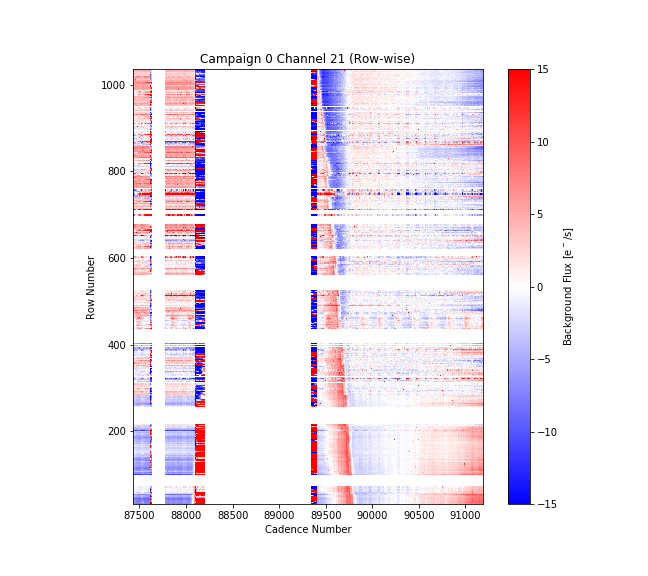 Campaign 0 Channel 21 (Row-wise)
1000
800
600
400
200
Row Number
87500 88000 88500 89000 89500 90000 90500 91000
Cadence Number
15
10
5
0
−5
−10
−15
Background Flux [e⁻/s]